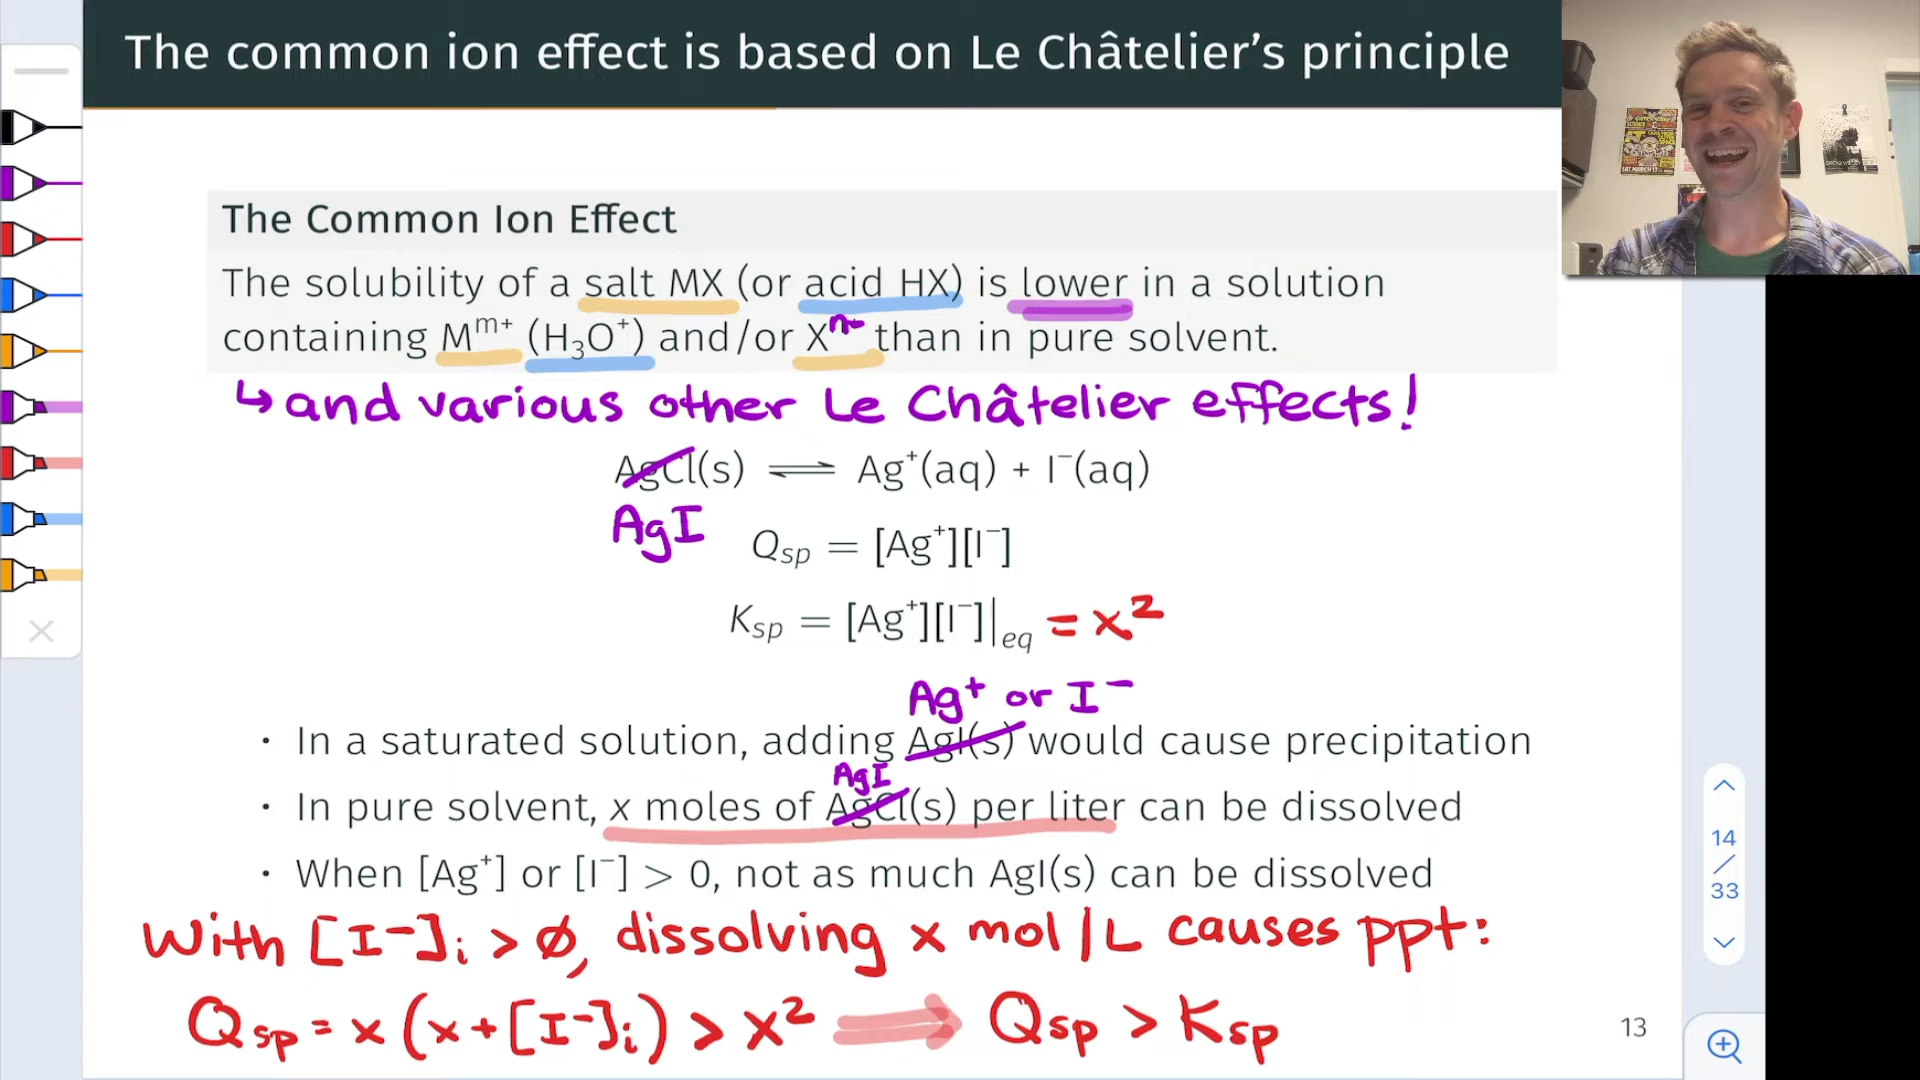 The common ion effect is based on Le Châtelier's principle
The Common Ion Effect
The solubility of a salt MX (or acid HX) is lower in a solution
containing Mᵐ⁺ (H₃O⁺) and/or Xⁿ⁻ than in pure solvent.
↳ and various other Le Châtelier effects!
AgCl(s) ⇌ Ag⁺(aq) + I⁻(aq)
AgI
Qsp = [Ag⁺][I⁻]
Ksp = [Ag⁺][I⁻]|eq = x²
Ag⁺ or I⁻
· In a saturated solution, adding AgI(s) would cause precipitation
AgI
· In pure solvent, x moles of AgCl(s) per liter can be dissolved
· When [Ag⁺] or [I⁻] > 0, not as much AgI(s) can be dissolved
With [I⁻]i > Ø, dissolving x mol/L causes ppt:
Qsp = x (x + [I⁻]i) > x² ⇒ Qsp > Ksp
13
14
/
33